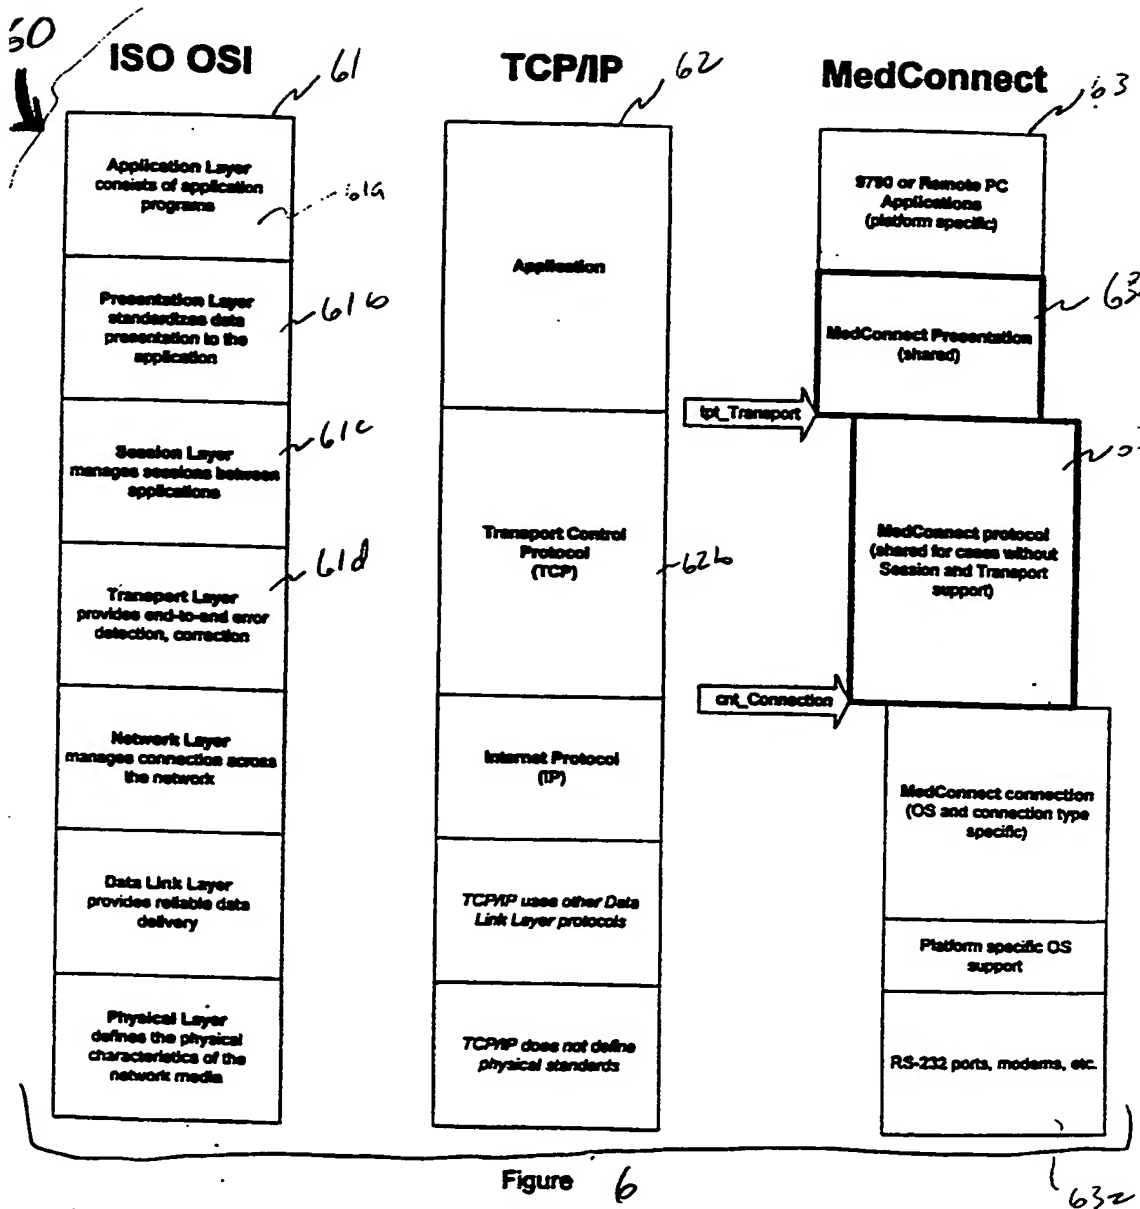 ISO OSI
61
Application Layer
consists of application
programs
61a
Presentation Layer
standardizes data
presentation to the
application
61b
Session Layer
manages sessions between
applications
61c
Transport Layer
provides end-to-end error
detection, correction
61d
Network Layer
manages connection across
the network
Data Link Layer
provides reliable data
delivery
Physical Layer
defines the physical
characteristics of the
network media
TCP/IP
62
Application
Transport Control
Protocol
(TCP)
62b
Internet Protocol
(IP)
TCP/IP uses other Data
Link Layer protocols
TCP/IP does not define
physical standards
MedConnect
63
9790 or Remote PC
Applications
(platform specific)
MedConnect Presentation
(shared)
tpt_Transport
MedConnect protocol
(shared for cases without
Session and Transport
support)
cnt_Connection
MedConnect connection
(OS and connection type
specific)
Platform specific OS
support
RS-232 ports, modems, etc.
Figure 6